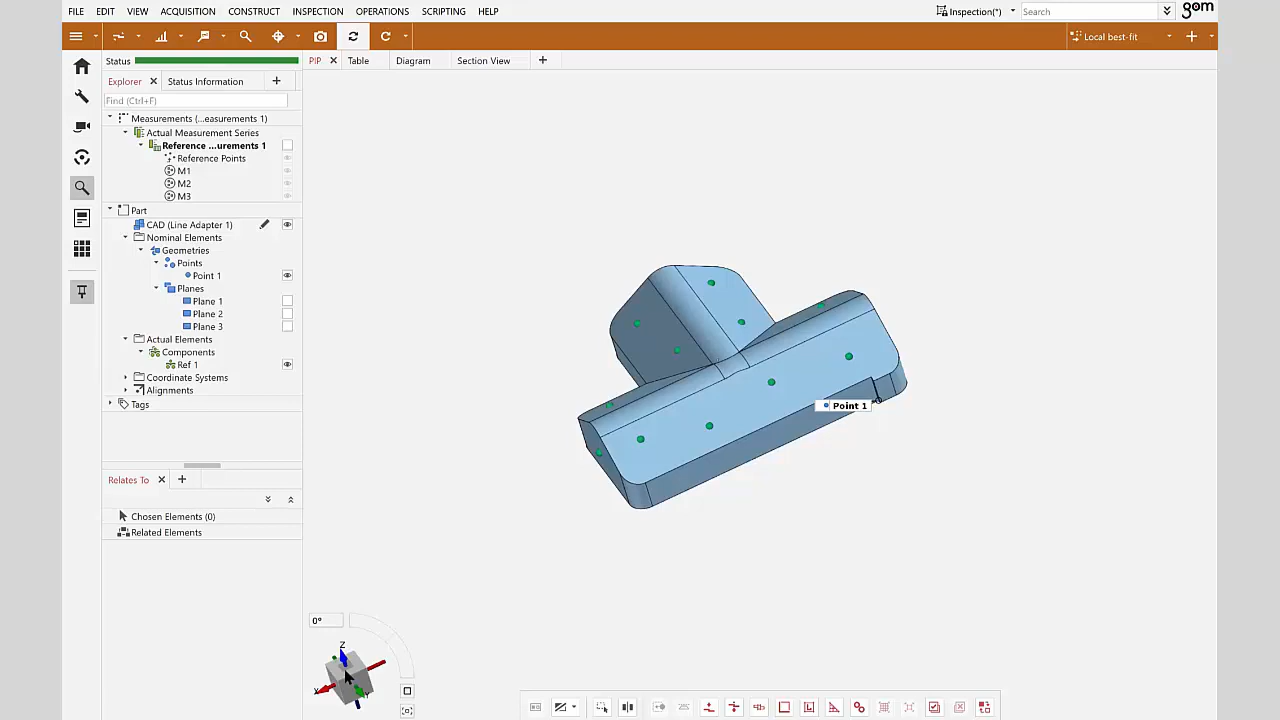 FILE EDIT VIEW ACQUISITION CONSTRUCT INSPECTION OPERATIONS SCRIPTING HELP Inspection(*) Search gom
Local best-fit
Status PIP Table Diagram Section View
Explorer Status Information
Find (Ctrl+F)
Measurements (...easurements 1)
Actual Measurement Series
Reference ...urements 1
Reference Points
M1
M2
M3
Part
CAD (Line Adapter 1)
Nominal Elements
Geometries
Points
Point 1
Planes
Plane 1
Plane 2
Plane 3
Actual Elements
Components
Ref 1
Coordinate Systems
Alignments
Tags
Point 1
Relates To
Chosen Elements (0)
Related Elements
0°
Z
X Y